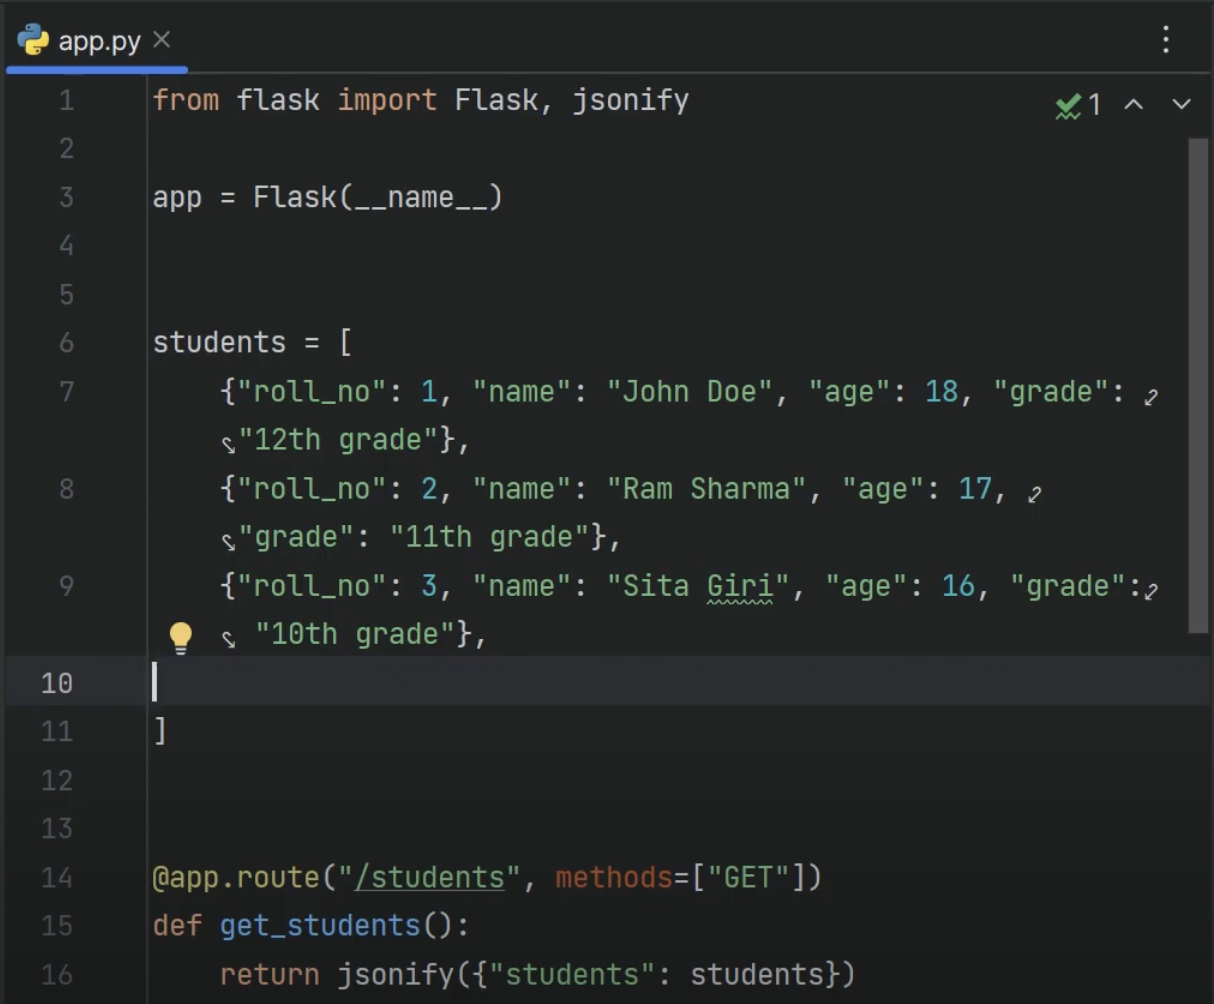 app.py
1 from flask import Flask, jsonify
1
2
3 app = Flask(__name__)
4
5
6 students = [
7 {"roll_no": 1, "name": "John Doe", "age": 18, "grade":
"12th grade"},
8 {"roll_no": 2, "name": "Ram Sharma", "age": 17,
"grade": "11th grade"},
9 {"roll_no": 3, "name": "Sita Giri", "age": 16, "grade":
"10th grade"},
10
11 ]
12
13
14 @app.route("/students", methods=["GET"])
15 def get_students():
16 return jsonify({"students": students})